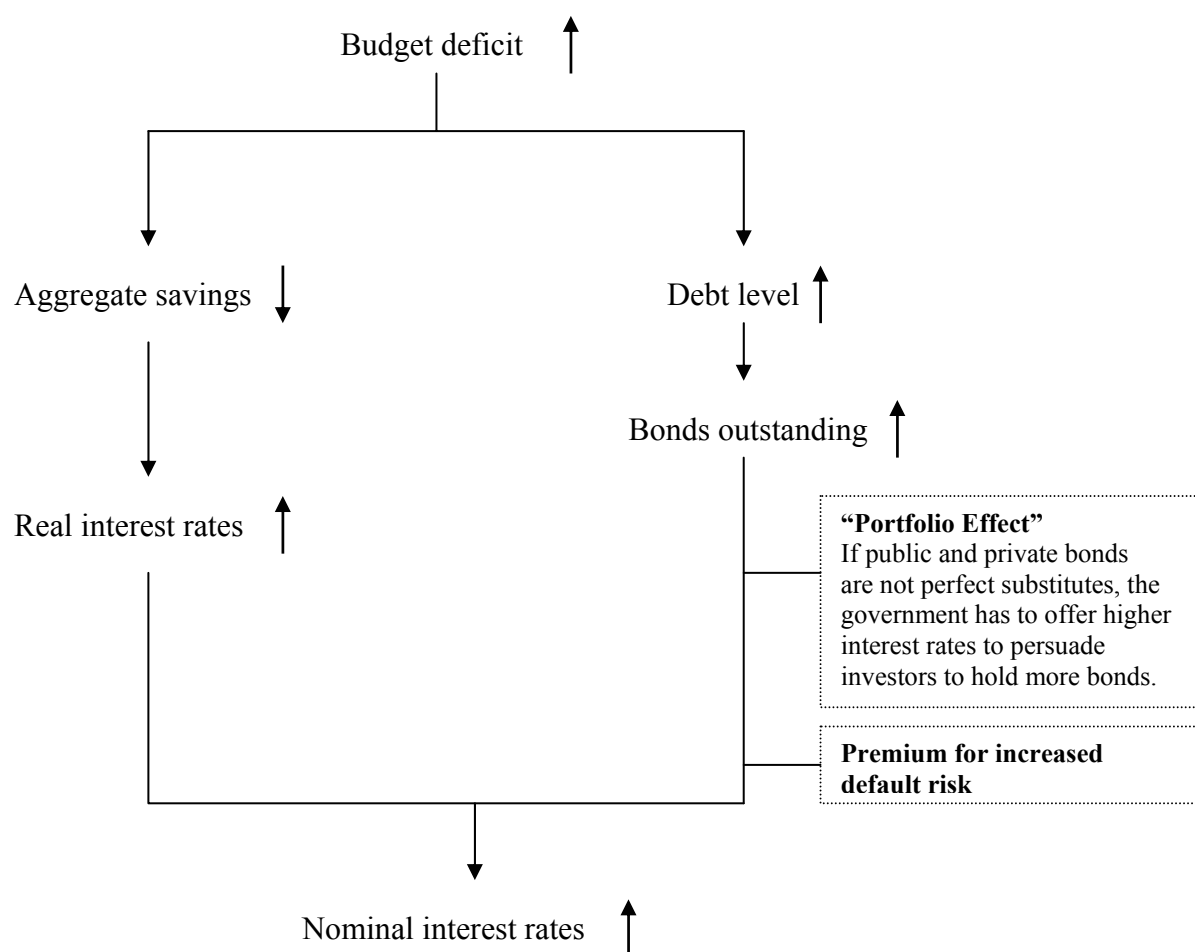 Budget deficit
Aggregate savings
Debt level
Bonds outstanding
Real interest rates
“Portfolio Effect”
If public and private bonds
are not perfect substitutes, the
government has to offer higher
interest rates to persuade
investors to hold more bonds.
Premium for increased
default risk
Nominal interest rates